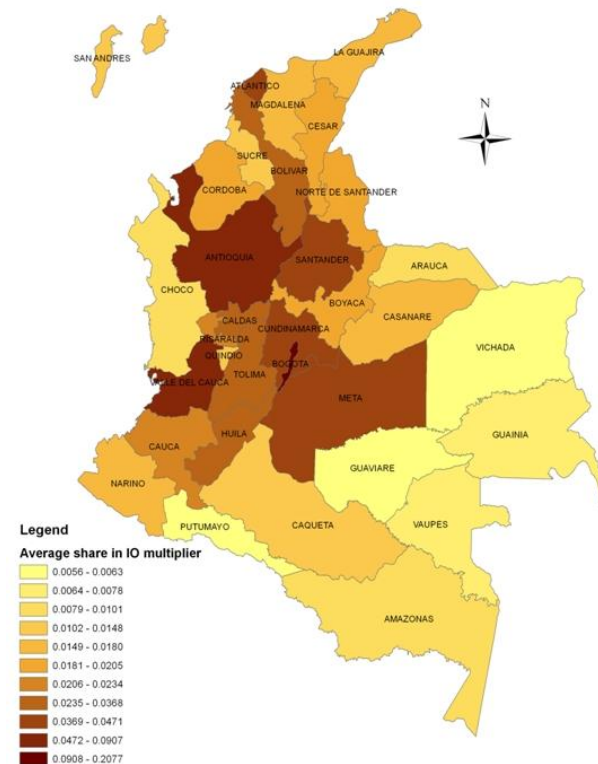 LA GUAJIRA
SAN ANDRES
ATLANTICO
MAGDALENA
N
CESAR
SUCRE
BOLIVAR
CORDOBA
NORTE DE SANTANDER
ANTIOQUIA
SANTANDER
ARAUCA
CHOCO
BOYACA
CASANARE
CALDAS
CUNDINAMARCA
RISARALDA
VICHADA
QUINDIO
BOGOTA
VALLE DEL CAUCA
TOLIMA
META
GUAINIA
HUILA
CAUCA
GUAVIARE
NARINO
VAUPES
PUTUMAYO
CAQUETA
AMAZONAS
Legend
Average share in IO multiplier
0.0056 - 0.0063
0.0064 - 0.0078
0.0079 - 0.0101
0.0102 - 0.0148
0.0149 - 0.0180
0.0181 - 0.0205
0.0206 - 0.0234
0.0235 - 0.0368
0.0369 - 0.0471
0.0472 - 0.0907
0.0908 - 0.2077